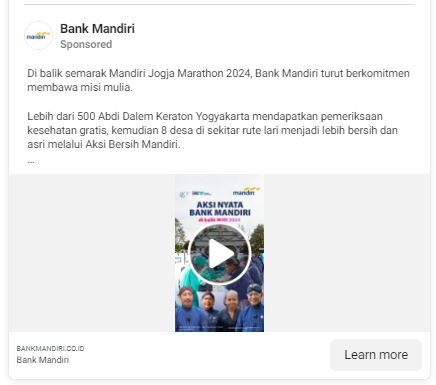 Bank Mandiri
Sponsored
mandiri
Di balik semarak Mandiri Jogja Marathon 2024, Bank Mandiri turut berkomitmen
membawa misi mulia.
Lebih dari 500 Abdi Dalem Keraton Yogyakarta mendapatkan pemeriksaan
kesehatan gratis, kemudian 8 desa di sekitar rute lari menjadi lebih bersih dan
asri melalui Aksi Bersih Mandiri.
...
mandiri
AKSI NYATA
BANK MANDIRI
di balik MJM 2024
BANKMANDIRI.CO.ID
Bank Mandiri
Learn more